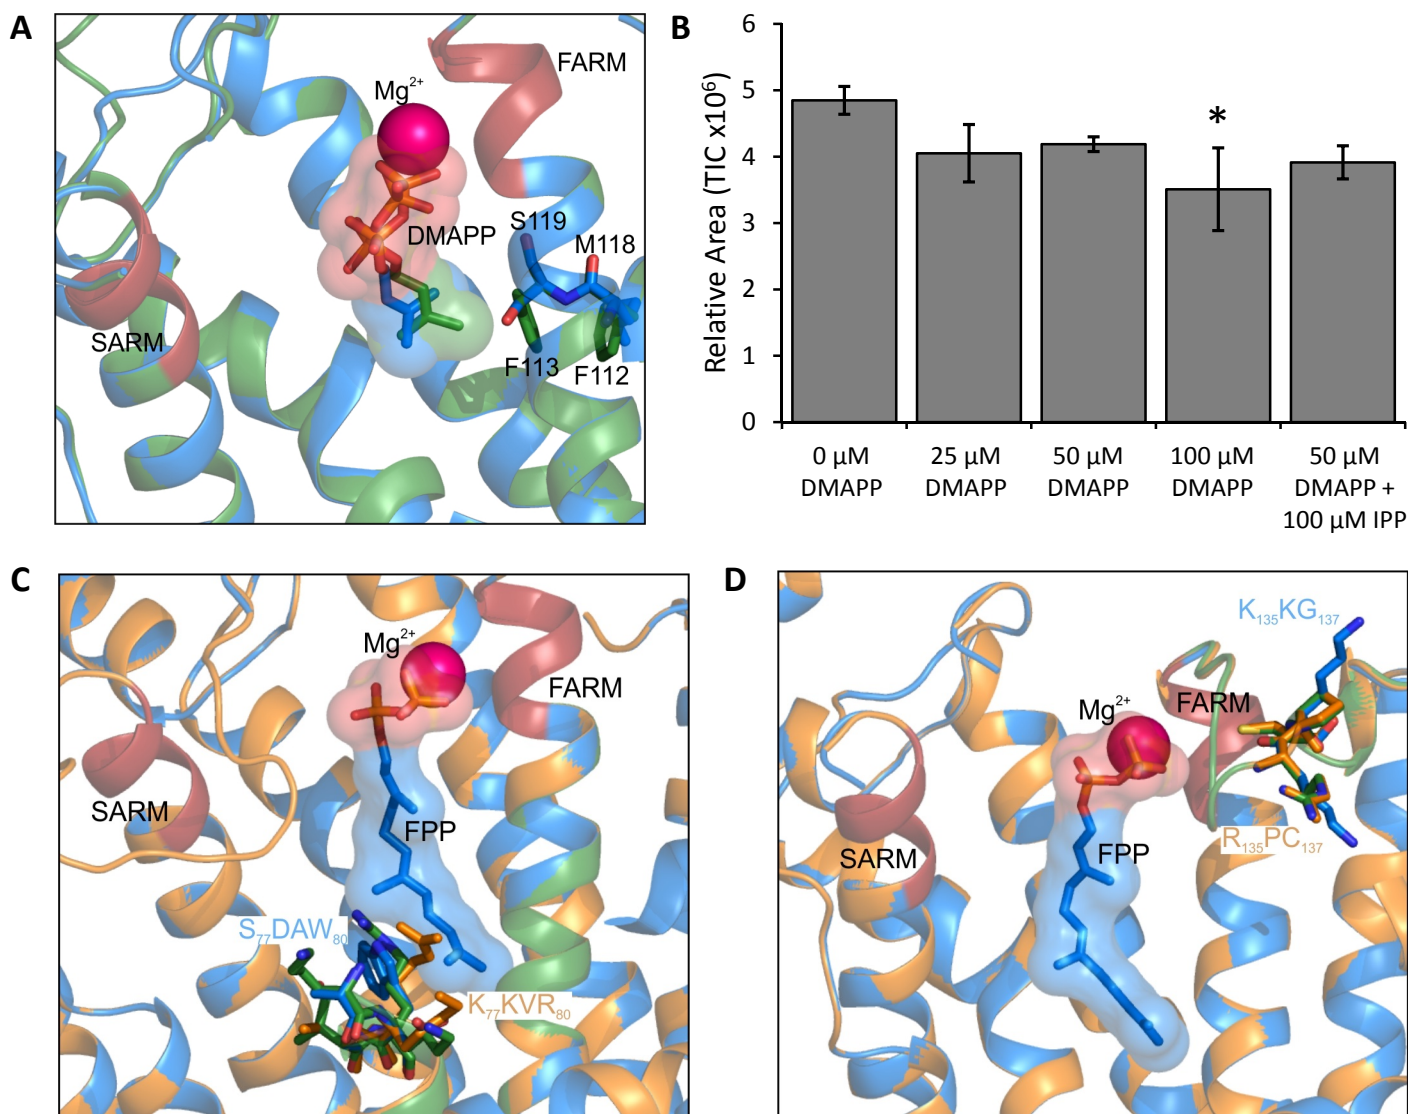 A
Mg²⁺
FARM
DMAPP
S119
M118
SARM
F113
F112
B
Relative Area (TIC x10⁶)
6
5
4
3
2
1
0
*
0 µM DMAPP
25 µM DMAPP
50 µM DMAPP
100 µM DMAPP
50 µM DMAPP + 100 µM IPP
C
Mg²⁺
FARM
SARM
FPP
S₇₇DAW₈₀
K₇₇KVR₈₀
D
K₁₃₅KG₁₃₇
Mg²⁺
FARM
R₁₃₅PC₁₃₇
SARM
FPP